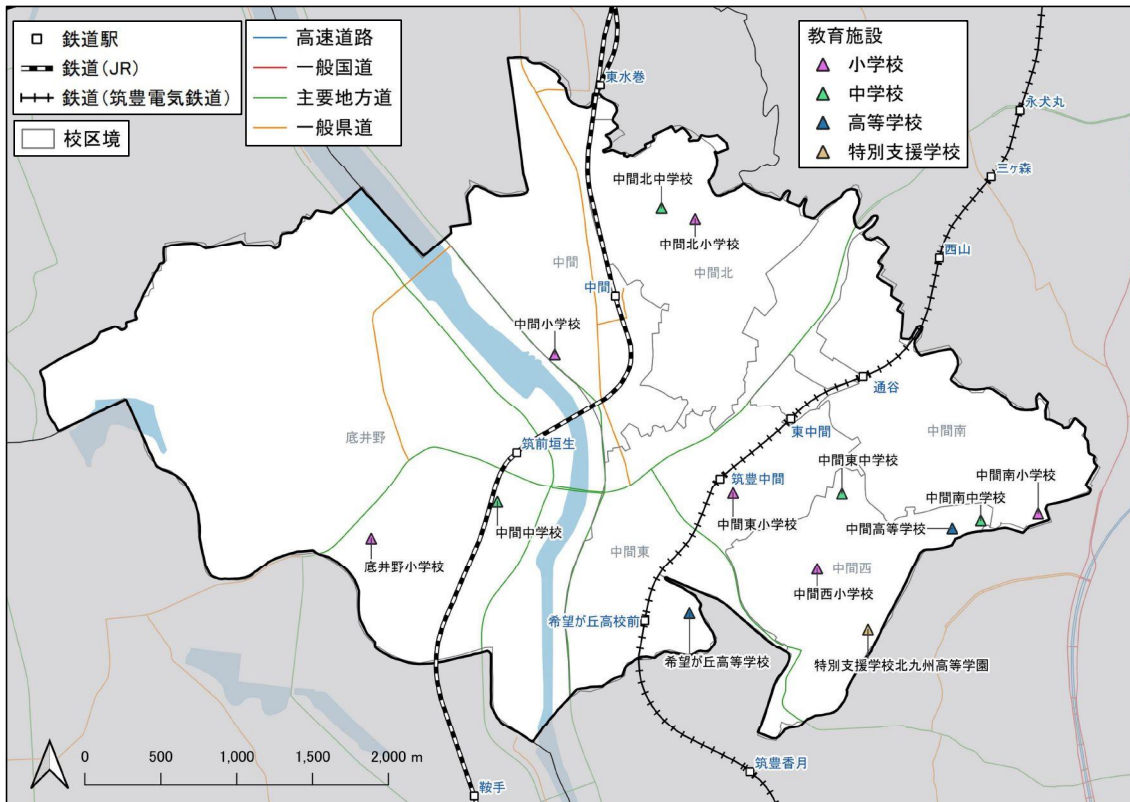 鉄道駅
鉄道(JR)
鉄道(筑豊電気鉄道)
校区境
高速道路
一般国道
主要地方道
一般県道
教育施設
小学校
中学校
高等学校
特別支援学校
東水巻
永犬丸
三ヶ森
西山
中間北中学校
中間北小学校
中間北
中間
中間
中間小学校
通谷
東中間
中間南
底井野
筑前垣生
筑豊中間
中間東中学校
中間南小学校
中間東小学校
中間南中学校
中間高等学校
中間中学校
底井野小学校
中間東
中間西
中間西小学校
希望が丘高校前
希望が丘高等学校
特別支援学校北九州高等学園
筑豊香月
鞍手
0 500 1,000 1,500 2,000 m